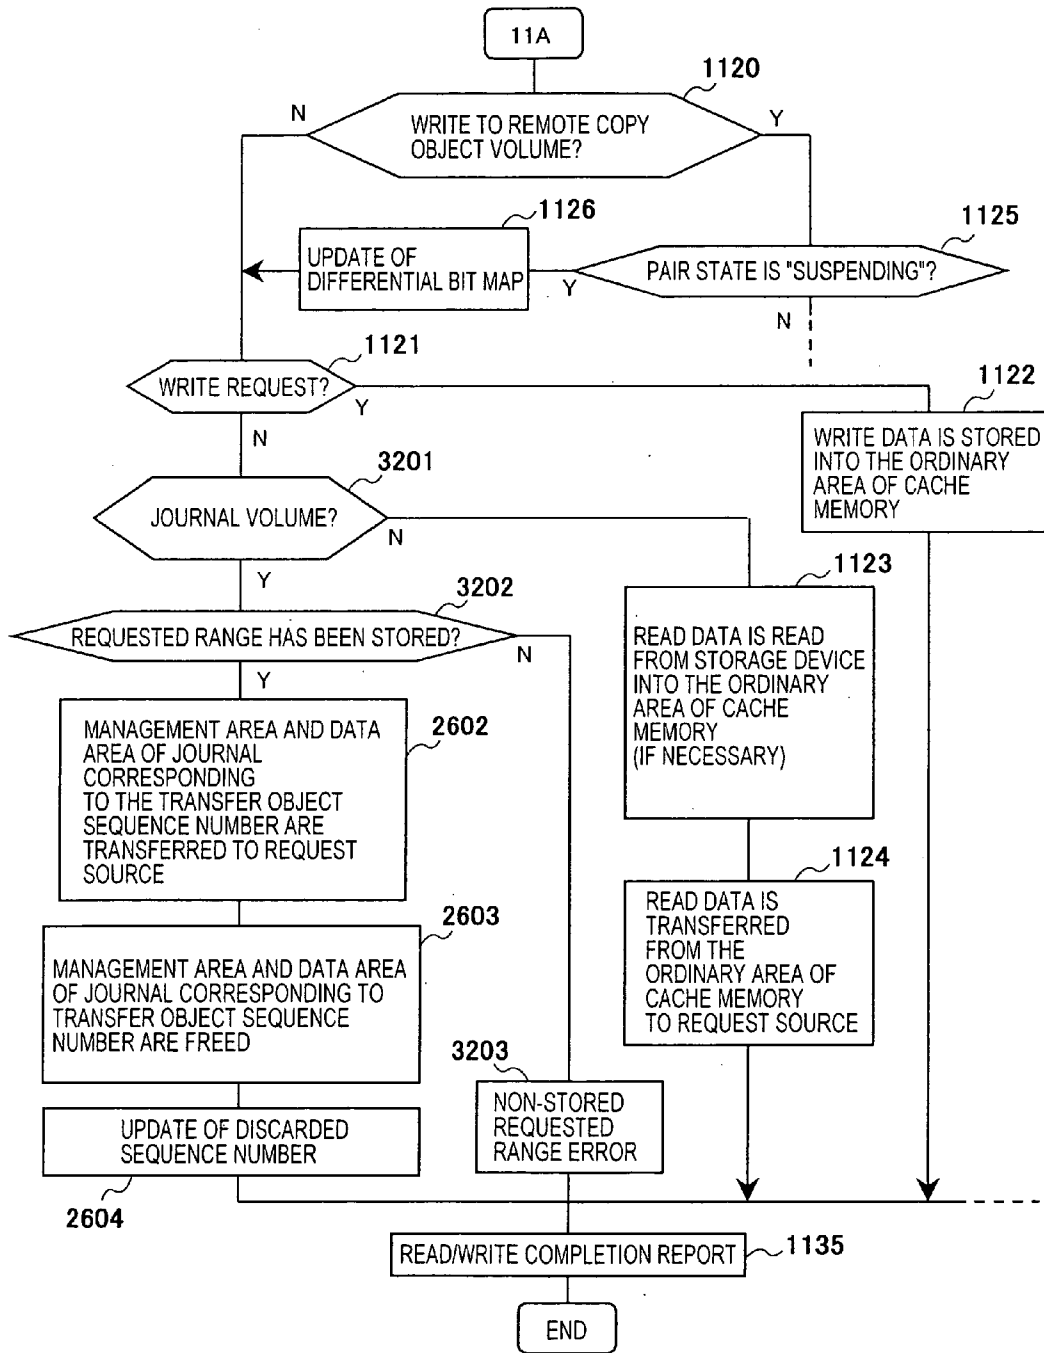 11A
1120
N
WRITE TO REMOTE COPY
OBJECT VOLUME?
Y
1126
1125
UPDATE OF
DIFFERENTIAL BIT MAP
Y
PAIR STATE IS "SUSPENDING"?
N
1121
WRITE REQUEST?
Y
1122
N
WRITE DATA IS STORED
INTO THE ORDINARY
AREA OF CACHE
MEMORY
3201
JOURNAL VOLUME?
N
Y
1123
3202
REQUESTED RANGE HAS BEEN STORED?
N
Y
READ DATA IS READ
FROM STORAGE DEVICE
INTO THE ORDINARY
AREA OF CACHE
MEMORY
(IF NECESSARY)
2602
MANAGEMENT AREA AND DATA
AREA OF JOURNAL
CORRESPONDING
TO THE TRANSFER OBJECT
SEQUENCE NUMBER ARE
TRANSFERRED TO REQUEST
SOURCE
1124
READ DATA IS
TRANSFERRED
FROM THE
ORDINARY AREA OF
CACHE MEMORY
TO REQUEST SOURCE
2603
MANAGEMENT AREA AND DATA AREA
OF JOURNAL CORRESPONDING TO
TRANSFER OBJECT SEQUENCE
NUMBER ARE FREED
3203
NON-STORED
REQUESTED
RANGE ERROR
UPDATE OF DISCARDED
SEQUENCE NUMBER
2604
READ/WRITE COMPLETION REPORT
1135
END